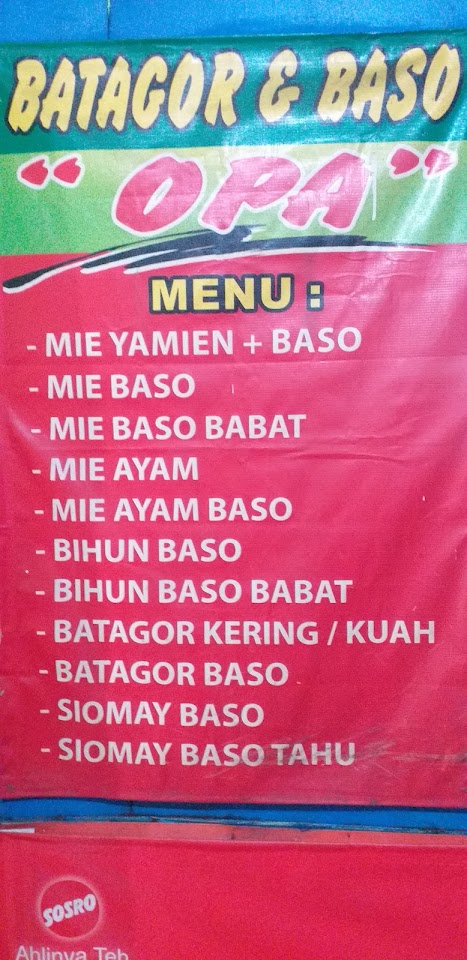 BATAGOR & BASO
" OPA "
MENU :
- MIE YAMIEN + BASO
- MIE BASO
- MIE BASO BABAT
- MIE AYAM
- MIE AYAM BASO
- BIHUN BASO
- BIHUN BASO BABAT
- BATAGOR KERING / KUAH
- BATAGOR BASO
- SIOMAY BASO
- SIOMAY BASO TAHU
SOSRO
Ahlinya Teh